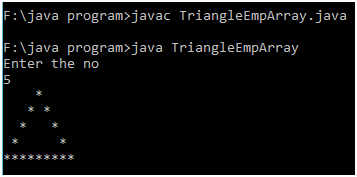 F:\java program>javac TriangleEmpArray.java
F:\java program>java TriangleEmpArray
Enter the no
5
    *
   * *
  *   *
 *     *
*********